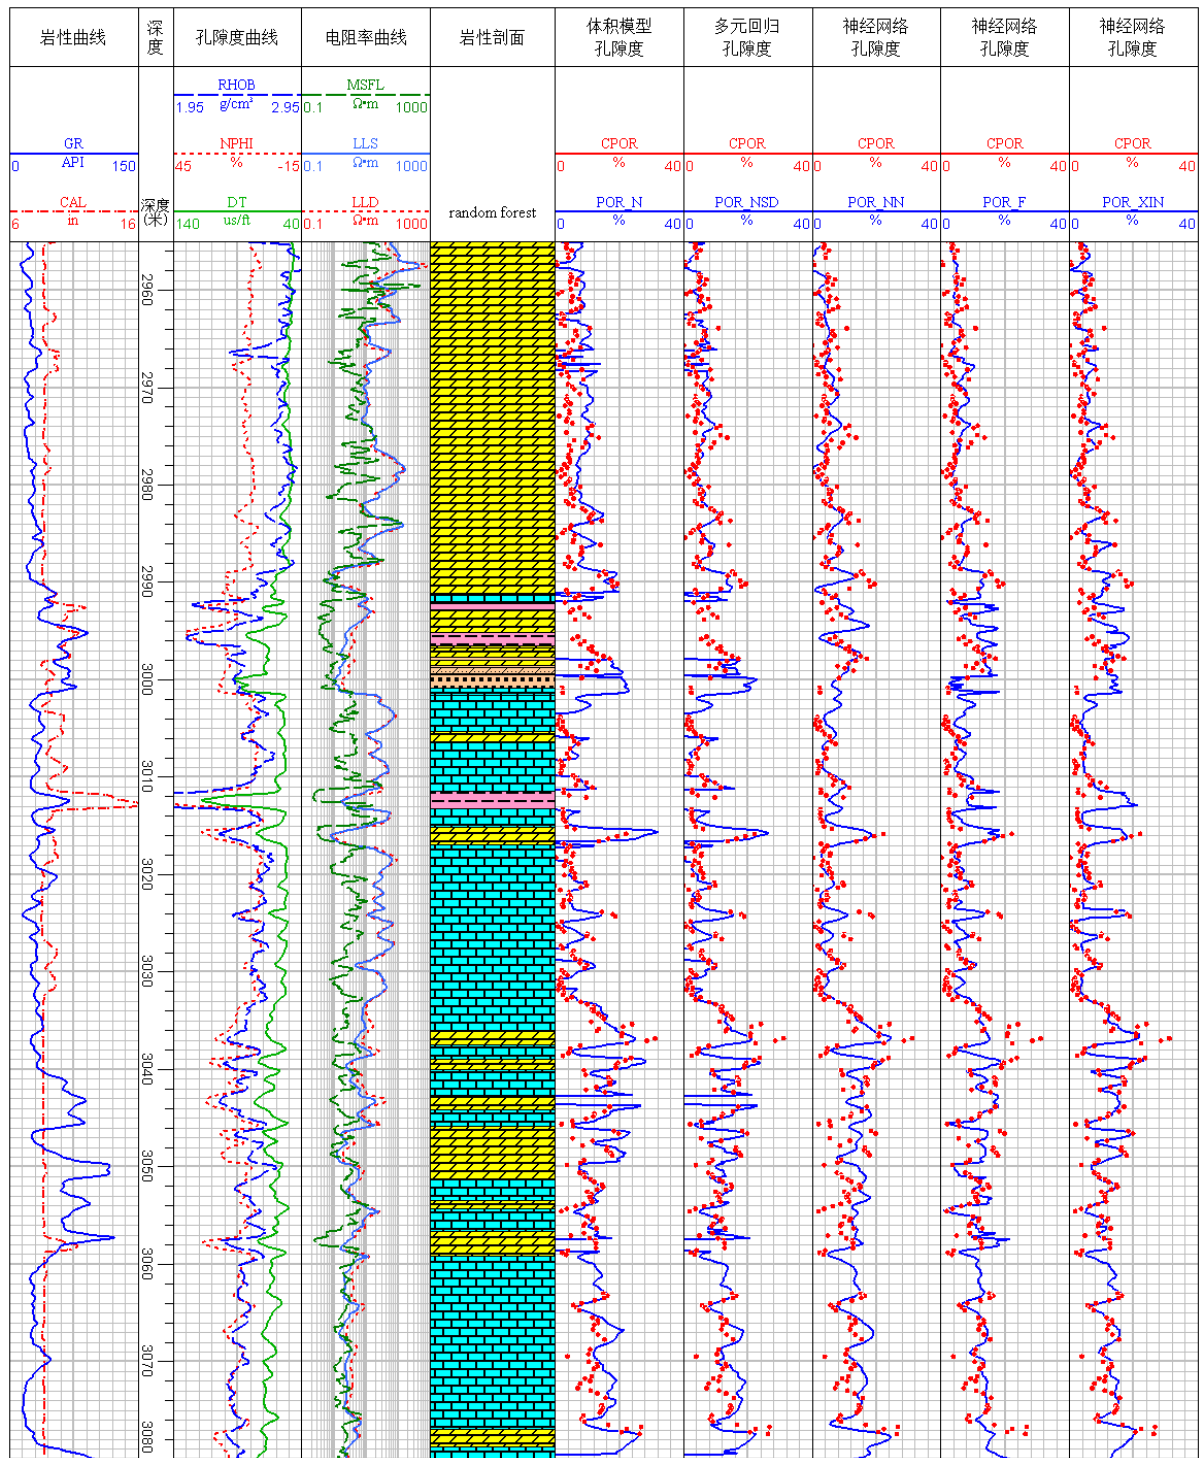 岩性曲线
深
度
孔隙度曲线
电阻率曲线
岩性剖面
体积模型
孔隙度
多元回归
孔隙度
神经网络
孔隙度
神经网络
孔隙度
神经网络
孔隙度
RHOB
1.95 g/cm³ 2.95
MSFL
0.1 Ω•m 1000
GR
0 API 150
NPHI
45 % -15
LLS
0.1 Ω•m 1000
CPOR
0 % 40
CPOR
0 % 40
CPOR
0 % 40
CPOR
0 % 40
CPOR
0 % 40
CAL
6 in 16
深度
(米)
DT
140 us/ft 40
LLD
0.1 Ω•m 1000
random forest
POR_N
0 40
POR_NSD
0 40
POR_NN
0 40
POR_F
0 40
POR_XIN
0 40
2960
2970
2980
2990
3000
3010
3020
3030
3040
3050
3060
3070
3080